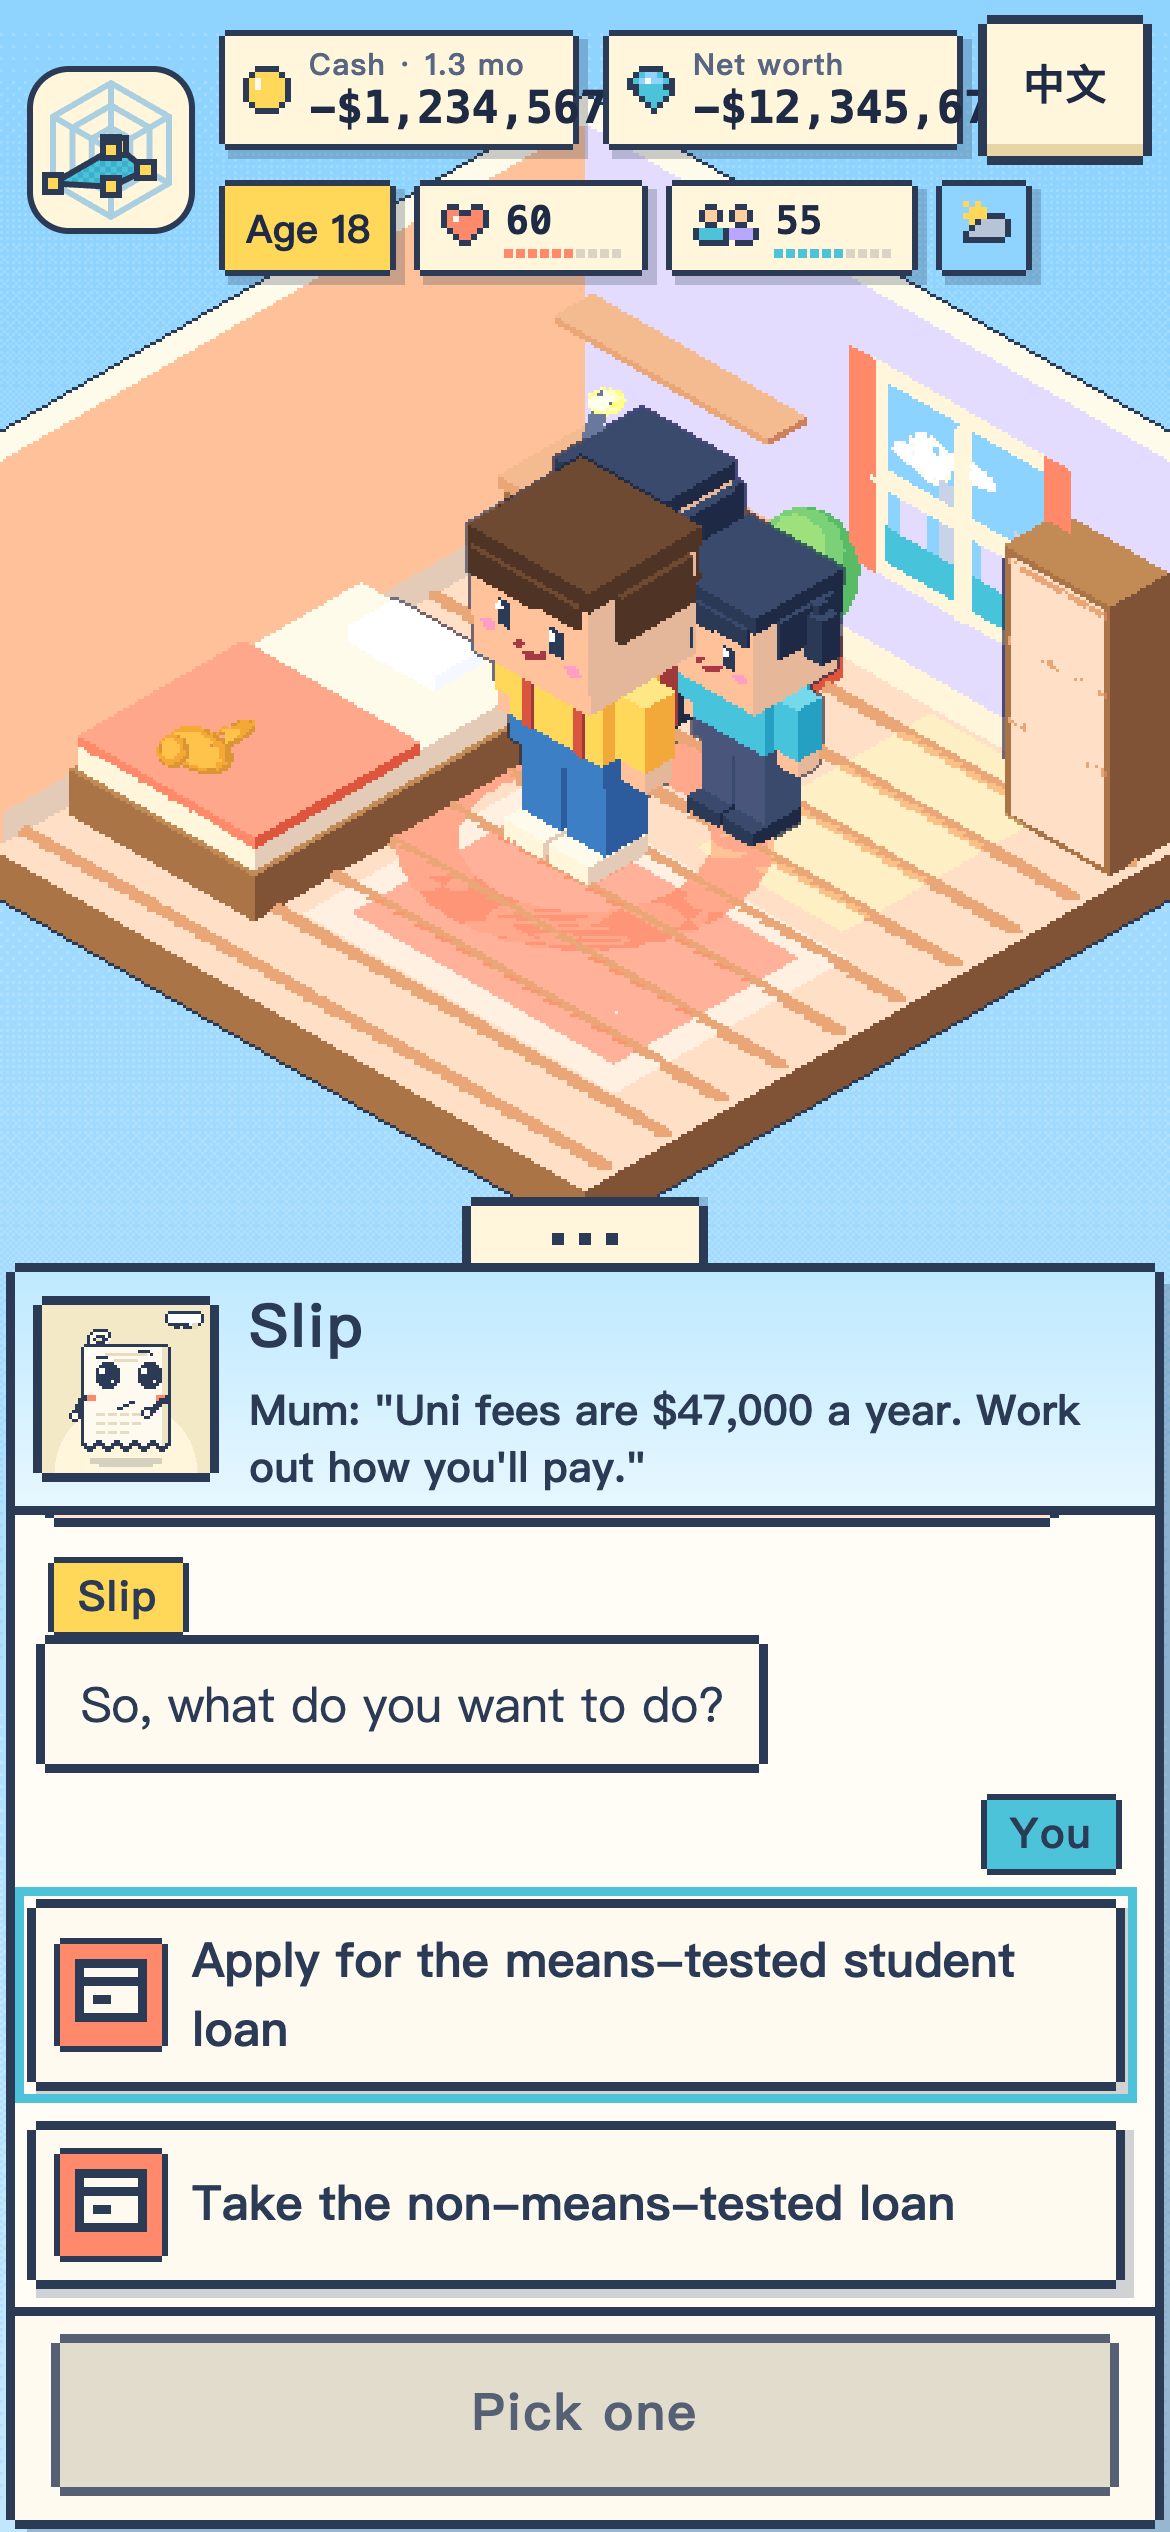 Cash · 1.3 mo
−$1,234,567
Net worth
−$12,345,67
中文
Age 18
60
55
Slip
Mum: "Uni fees are $47,000 a year. Work
out how you'll pay."
Slip
So, what do you want to do?
You
Apply for the means–tested student
loan
Take the non–means–tested loan
Pick one